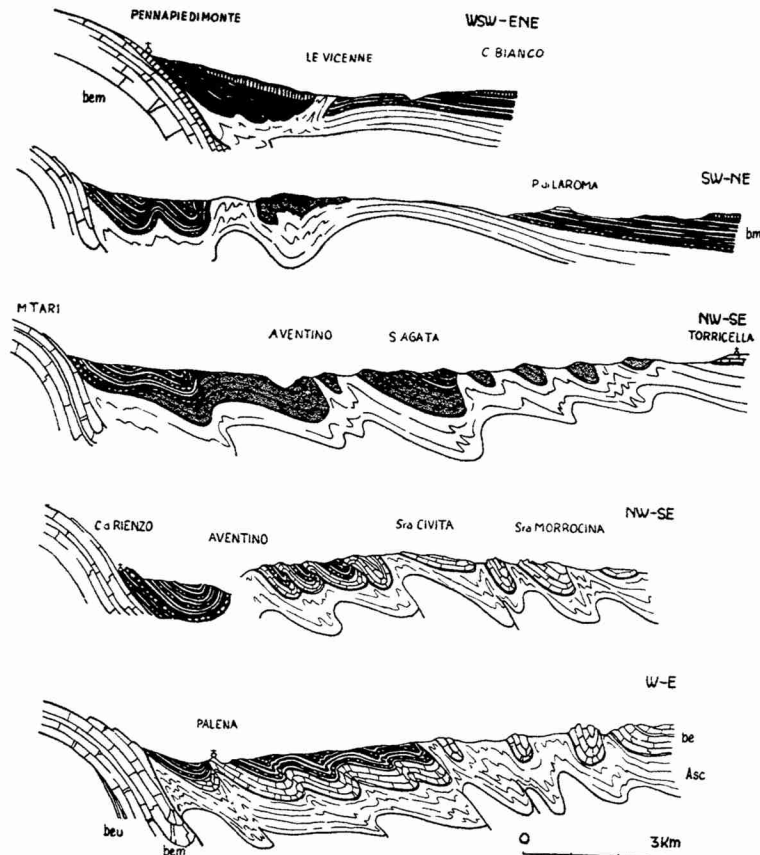 PENNAPIEDIMONTE
WSW-ENE
LE VICENNE
C BIANCO
bem
P di LAROMA
SW-NE
bm
M TARI
NW-SE
AVENTINO
S AGATA
TORRICELLA
C da RIENZO
AVENTINO
Sra CIVITA
Sra MORROCINA
NW-SE
W-E
PALENA
be
Asc
beu
bem
0
3Km